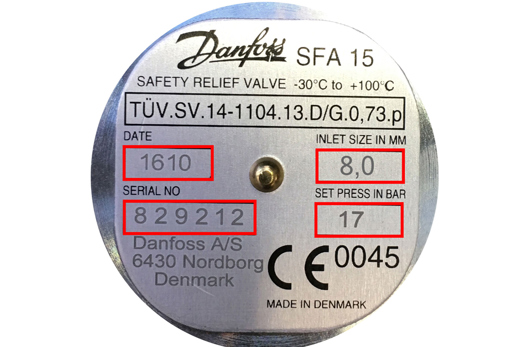 Danfoss SFA 15
SAFETY RELIEF VALVE -30°C to +100°C
TÜV.SV.14-1104.13.D/G.0,73.p
DATE INLET SIZE IN MM
1610 8,0
SERIAL NO SET PRESS IN BAR
829212 17
Danfoss A/S
6430 Nordborg
Denmark
CE 0045
MADE IN DENMARK